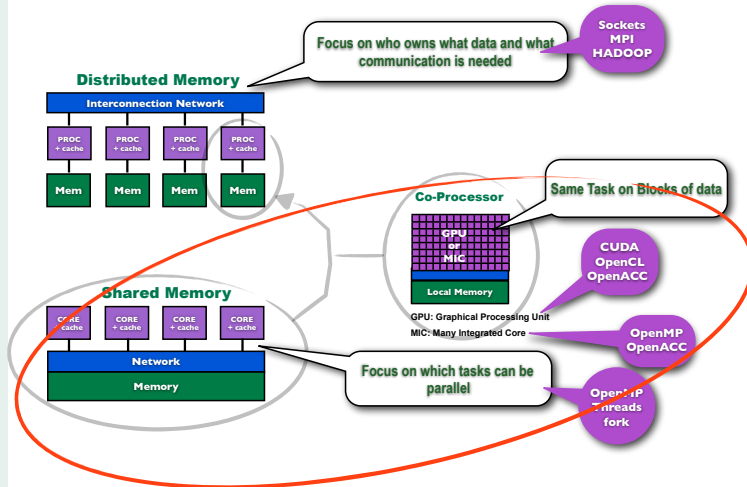 Focus on who owns what data and what
communication is needed
Sockets
MPI
HADOOP
Distributed Memory
Interconnection Network
PROC
+ cache
PROC
+ cache
PROC
+ cache
PROC
+ cache
Mem
Mem
Mem
Mem
Co-Processor
Same Task on Blocks of data
GPU
or
MIC
Local Memory
CUDA
OpenCL
OpenACC
GPU: Graphical Processing Unit
MIC: Many Integrated Core
OpenMP
OpenACC
Shared Memory
CORE
+ cache
CORE
+ cache
CORE
+ cache
CORE
+ cache
Network
Memory
Focus on which tasks can be
parallel
OpenMP
Threads
fork